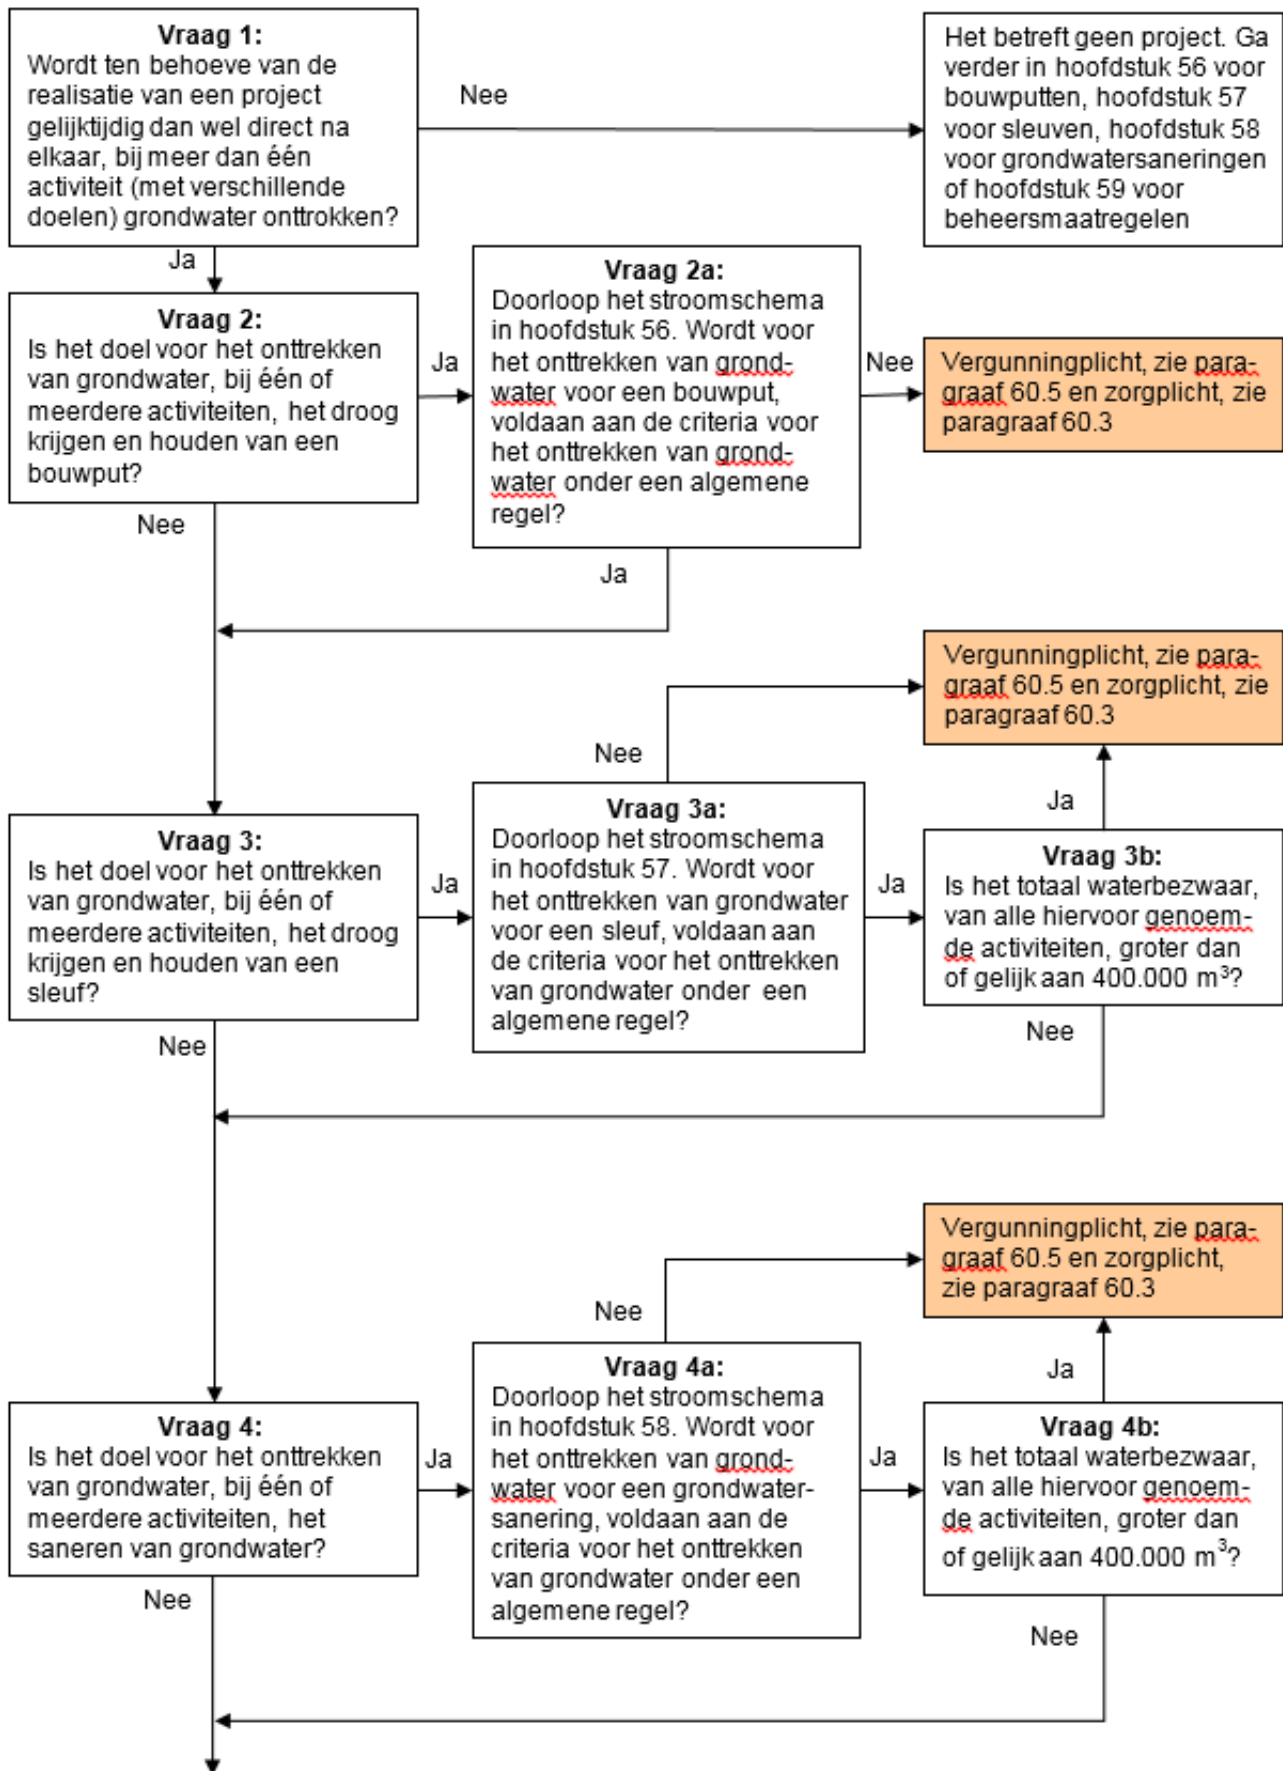 Vraag 1:
Wordt ten behoeve van de
realisatie van een project
gelijktijdig dan wel direct na
elkaar, bij meer dan één
activiteit (met verschillende
doelen) grondwater onttrokken?
Nee
Het betreft geen project. Ga
verder in hoofdstuk 56 voor
bouwputten, hoofdstuk 57
voor sleuven, hoofdstuk 58
voor grondwatersaneringen
of hoofdstuk 59 voor
beheersmaatregelen
Ja
Vraag 2:
Is het doel voor het onttrekken
van grondwater, bij één of
meerdere activiteiten, het droog
krijgen en houden van een
bouwput?
Ja
Vraag 2a:
Doorloop het stroomschema
in hoofdstuk 56. Wordt voor
het onttrekken van grond-
water voor een bouwput,
voldaan aan de criteria voor
het onttrekken van grond-
water onder een algemene
regel?
Nee
Vergunningplicht, zie para-
graaf 60.5 en zorgplicht, zie
paragraaf 60.3
Nee
Ja
Vergunningplicht, zie para-
graaf 60.5 en zorgplicht, zie
paragraaf 60.3
Nee
Ja
Vraag 3:
Is het doel voor het onttrekken
van grondwater, bij één of
meerdere activiteiten, het droog
krijgen en houden van een
sleuf?
Ja
Vraag 3a:
Doorloop het stroomschema
in hoofdstuk 57. Wordt voor
het onttrekken van grondwater
voor een sleuf, voldaan aan
de criteria voor het onttrekken
van grondwater onder een
algemene regel?
Ja
Vraag 3b:
Is het totaal waterbezwaar,
van alle hiervoor genoem-
de activiteiten, groter dan
of gelijk aan 400.000 m³?
Nee
Nee
Vergunningplicht, zie para-
graaf 60.5 en zorgplicht,
zie paragraaf 60.3
Nee
Ja
Vraag 4:
Is het doel voor het onttrekken
van grondwater, bij één of
meerdere activiteiten, het
saneren van grondwater?
Ja
Vraag 4a:
Doorloop het stroomschema
in hoofdstuk 58. Wordt voor
het onttrekken van grond-
water voor een grondwater-
sanering, voldaan aan de
criteria voor het onttrekken
van grondwater onder een
algemene regel?
Ja
Vraag 4b:
Is het totaal waterbezwaar,
van alle hiervoor genoem-
de activiteiten, groter dan
of gelijk aan 400.000 m³?
Nee
Nee